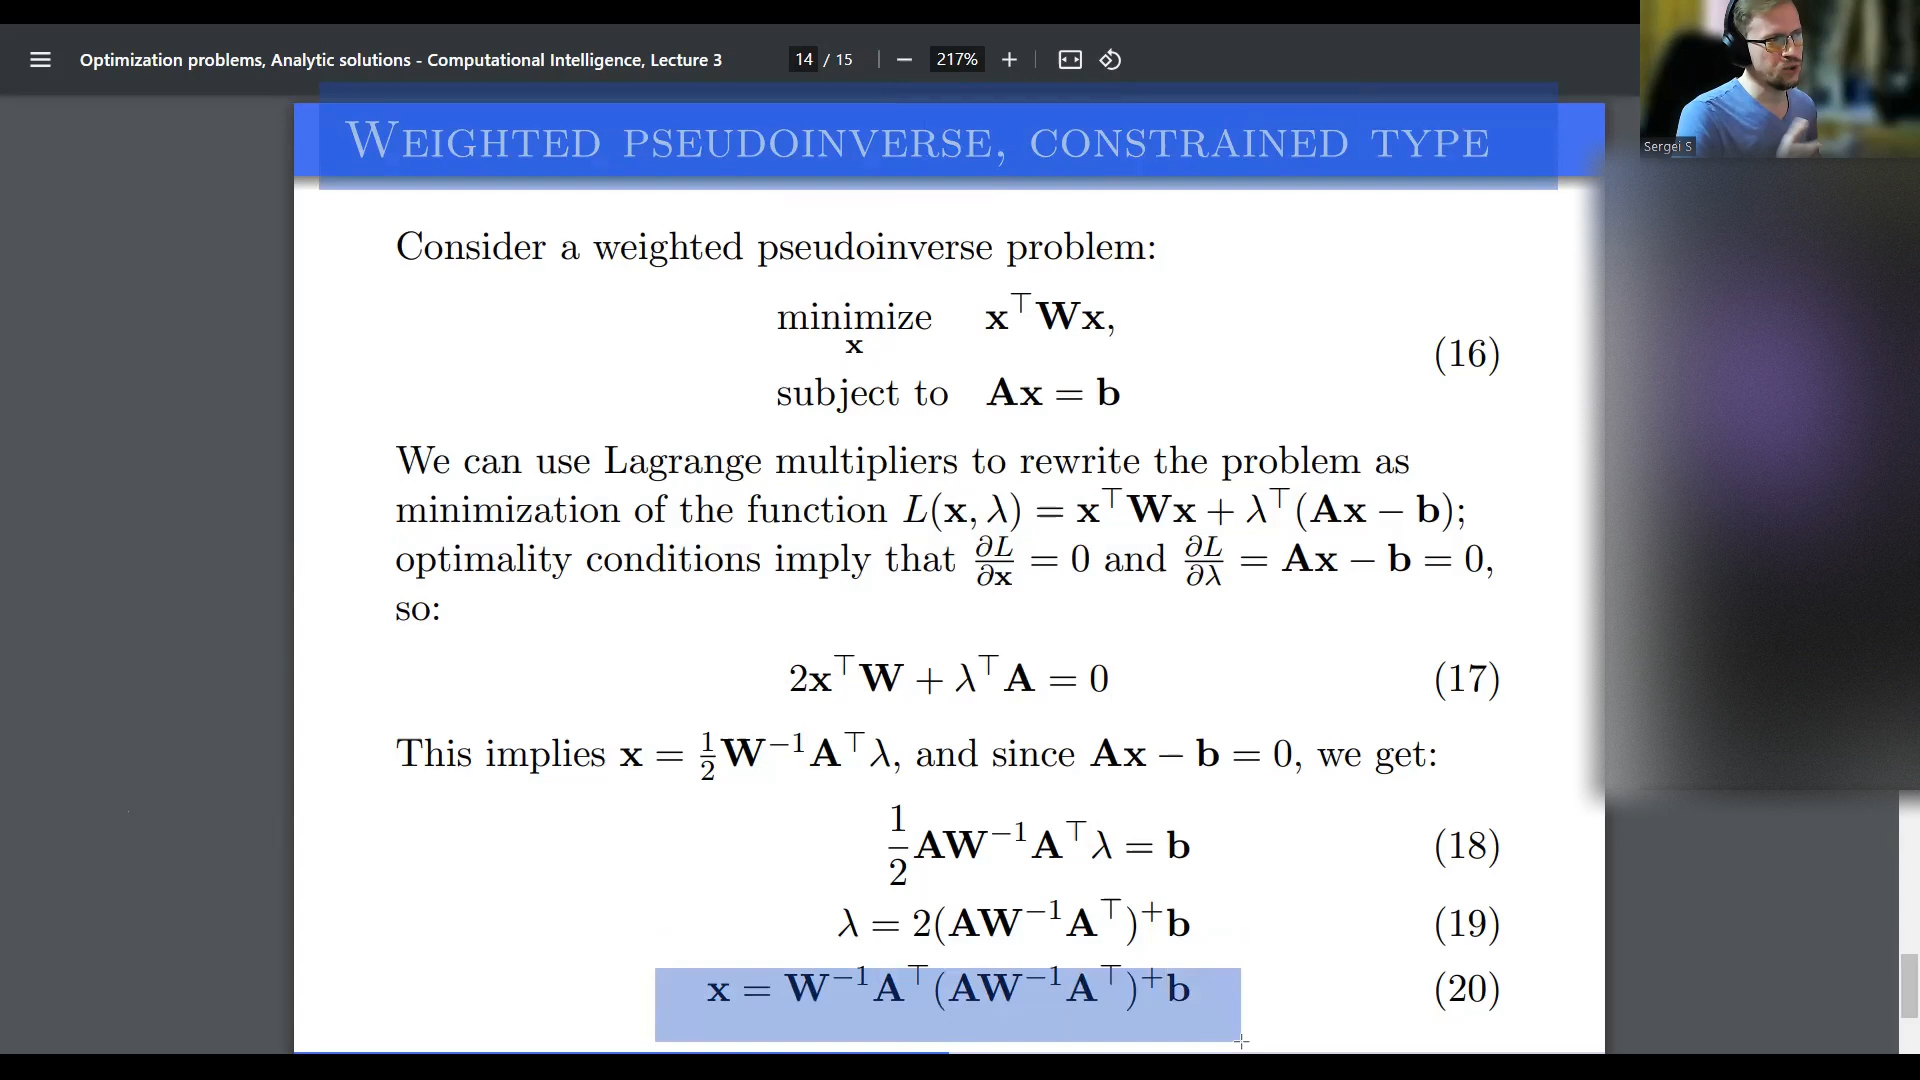 Optimization problems, Analytic solutions - Computational Intelligence, Lecture 3 14 / 15 − 217% +
Sergei S
WEIGHTED PSEUDOINVERSE, CONSTRAINED TYPE
Consider a weighted pseudoinverse problem:
minimize x⊤Wx,
x
(16)
subject to Ax = b
We can use Lagrange multipliers to rewrite the problem as
minimization of the function L(x, λ) = x⊤Wx + λ⊤(Ax − b);
optimality conditions imply that ∂L/∂x = 0 and ∂L/∂λ = Ax − b = 0,
so:
2x⊤W + λ⊤A = 0 (17)
This implies x = ½W⁻¹A⊤λ, and since Ax − b = 0, we get:
1/2 AW⁻¹A⊤λ = b (18)
λ = 2(AW⁻¹A⊤)⁺b (19)
x = W⁻¹A⊤(AW⁻¹A⊤)⁺b (20)